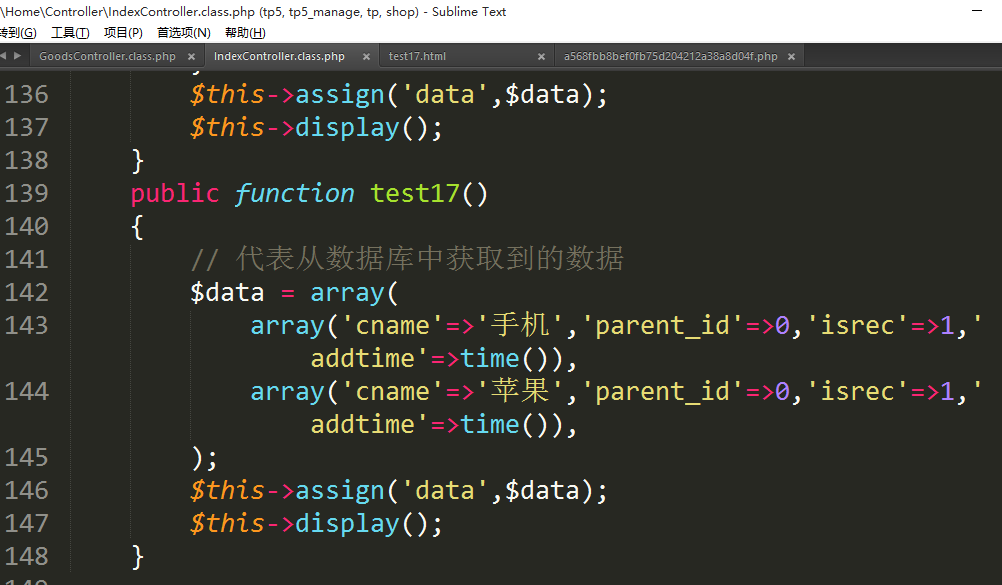 \Home\Controller\IndexController.class.php (tp5, tp5_manage, tp, shop) - Sublime Text
转到(G) 工具(T) 项目(P) 首选项(N) 帮助(H)
GoodsController.class.php × IndexController.class.php × test17.html × a568fbb8bef0fb75d204212a38a8d04f.php ×
136 $this->assign('data',$data);
137 $this->display();
138 }
139 public function test17()
140 {
141 // 代表从数据库中获取到的数据
142 $data = array(
143 array('cname'=>'手机','parent_id'=>0,'isrec'=>1,'
addtime'=>time()),
144 array('cname'=>'苹果','parent_id'=>0,'isrec'=>1,'
addtime'=>time()),
145 );
146 $this->assign('data',$data);
147 $this->display();
148 }